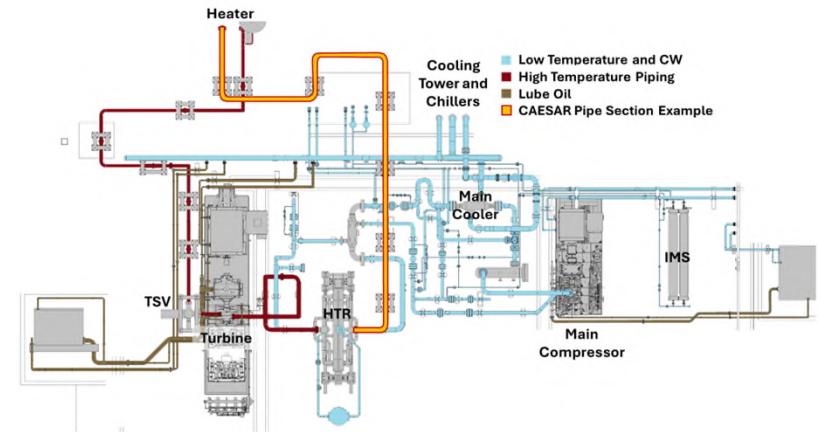 Heater
Cooling
Tower and
Chillers
Low Temperature and CW
High Temperature Piping
Lube Oil
CAESAR Pipe Section Example
Main
Cooler
IMS
TSV
HTR
Turbine
Main
Compressor